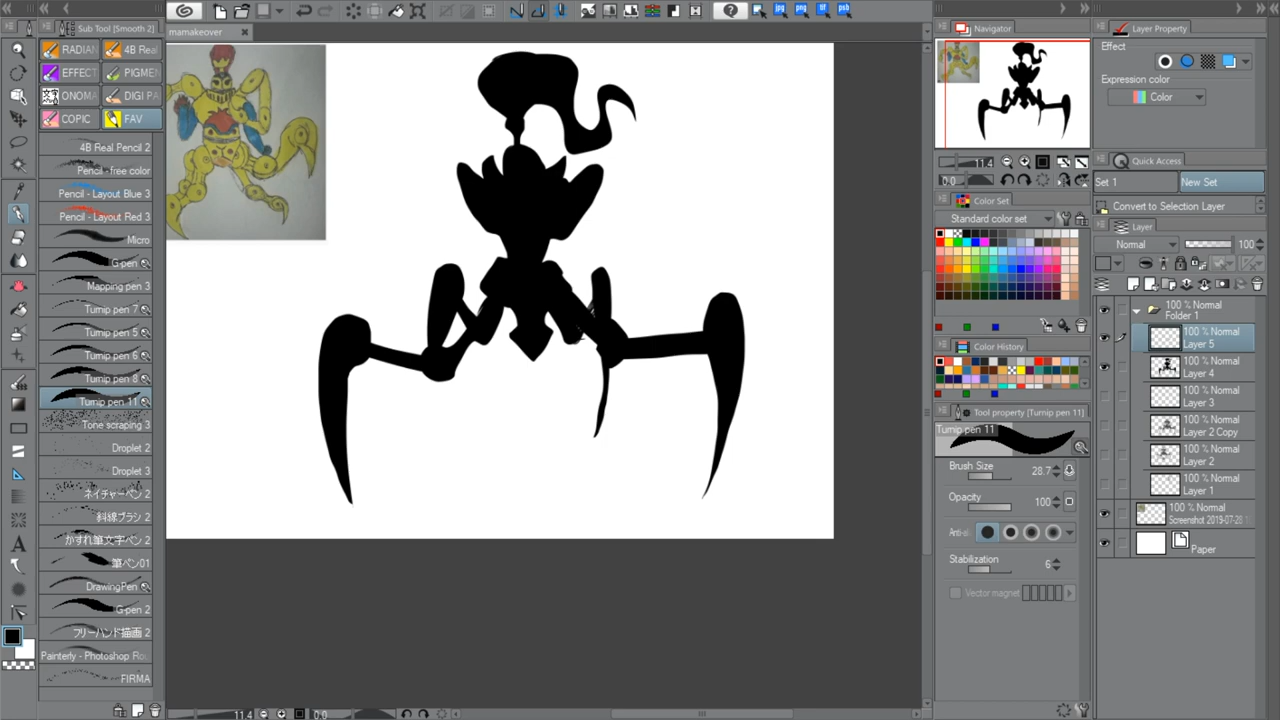 mamakeover
Sub Tool [Smooth 2]
RADIAN
4B Real
EFFECT
PIGME
ONOMA
DIGI PA
COPIC
FAV
4B Real Pencil 2
Pencil - free color
Pencil - Layout Blue 3
Pencil - Layout Red 3
Micro
G-pen
Mapping pen 3
Turnip pen 7
Turnip pen 5
Turnip pen 6
Turnip pen 8
Turnip pen 11
Tone scraping 3
Droplet 2
Droplet 3
ネイチャーペン 2
斜線ブラシ 2
かすれ筆文字ペン 2
筆ペン01
DrawingPen
G-pen 2
フリーハンド描画 2
Painterly - Photoshop Ro
FIRMA
jpg
png
tif
psb
11.4
0.0
Navigator
11.4
0.0
Color Set
Standard color set
Color History
Tool property [Turnip pen 11]
Turnip pen 11
Brush Size 28.7
Opacity 100
Anti-al
Stabilization 6
Vector magnet
Layer Property
Effect
Expression color
Color
Quick Access
Set 1
New Set
Convert to Selection Layer
Layer
Normal 100
100 % Normal
Folder 1
100 % Normal
Layer 5
100 % Normal
Layer 4
100 % Normal
Layer 3
100 % Normal
Layer 2 Copy
100 % Normal
Layer 2
100 % Normal
Layer 1
100 % Normal
Screenshot 2019-07-28
Paper